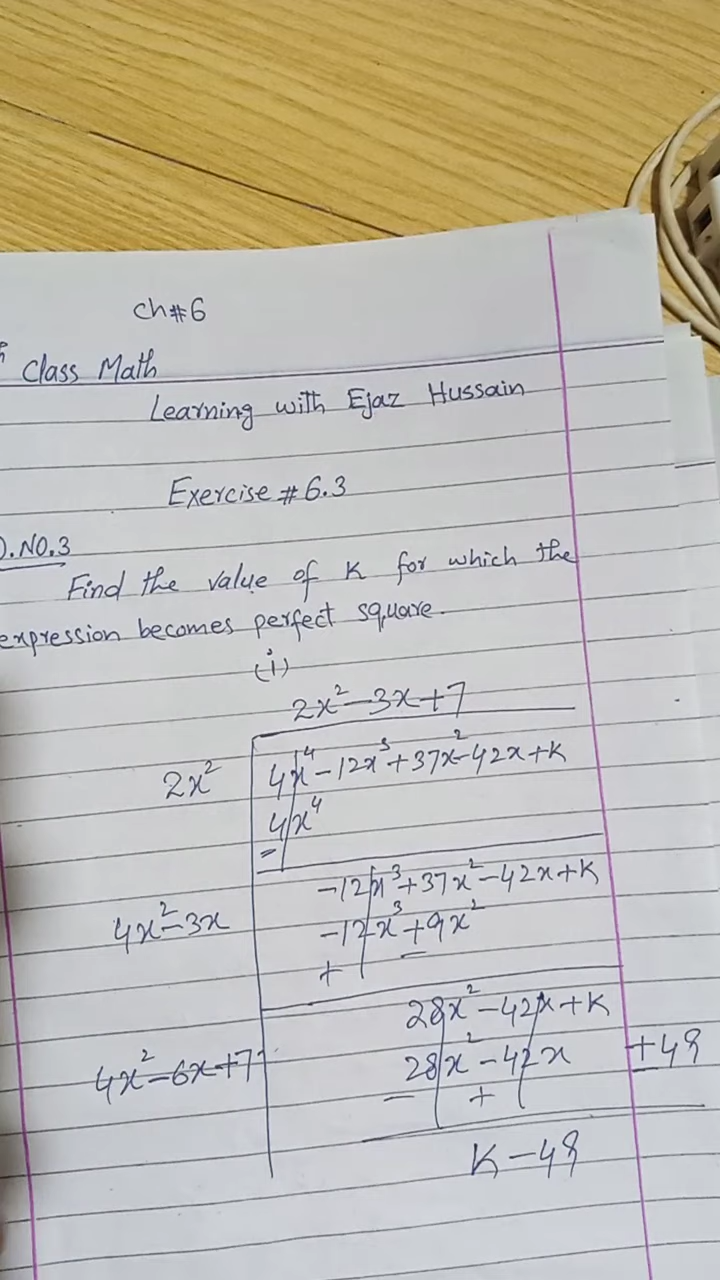 Ch#6
Class Math
Learning with Ejaz Hussain
Exercise #6.3
Q.NO.3
Find the value of K for which the
expression becomes perfect square.
(i)
2x²-3x+7
2x² 4x⁴-12x³+37x²-42x+K
4x⁴
-
-12x³+37x²-42x+K
4x²-3x -12x³+9x²
+ -
28x²-42x+K
4x²-6x+7 28x²-42x +49
- + -
K-49